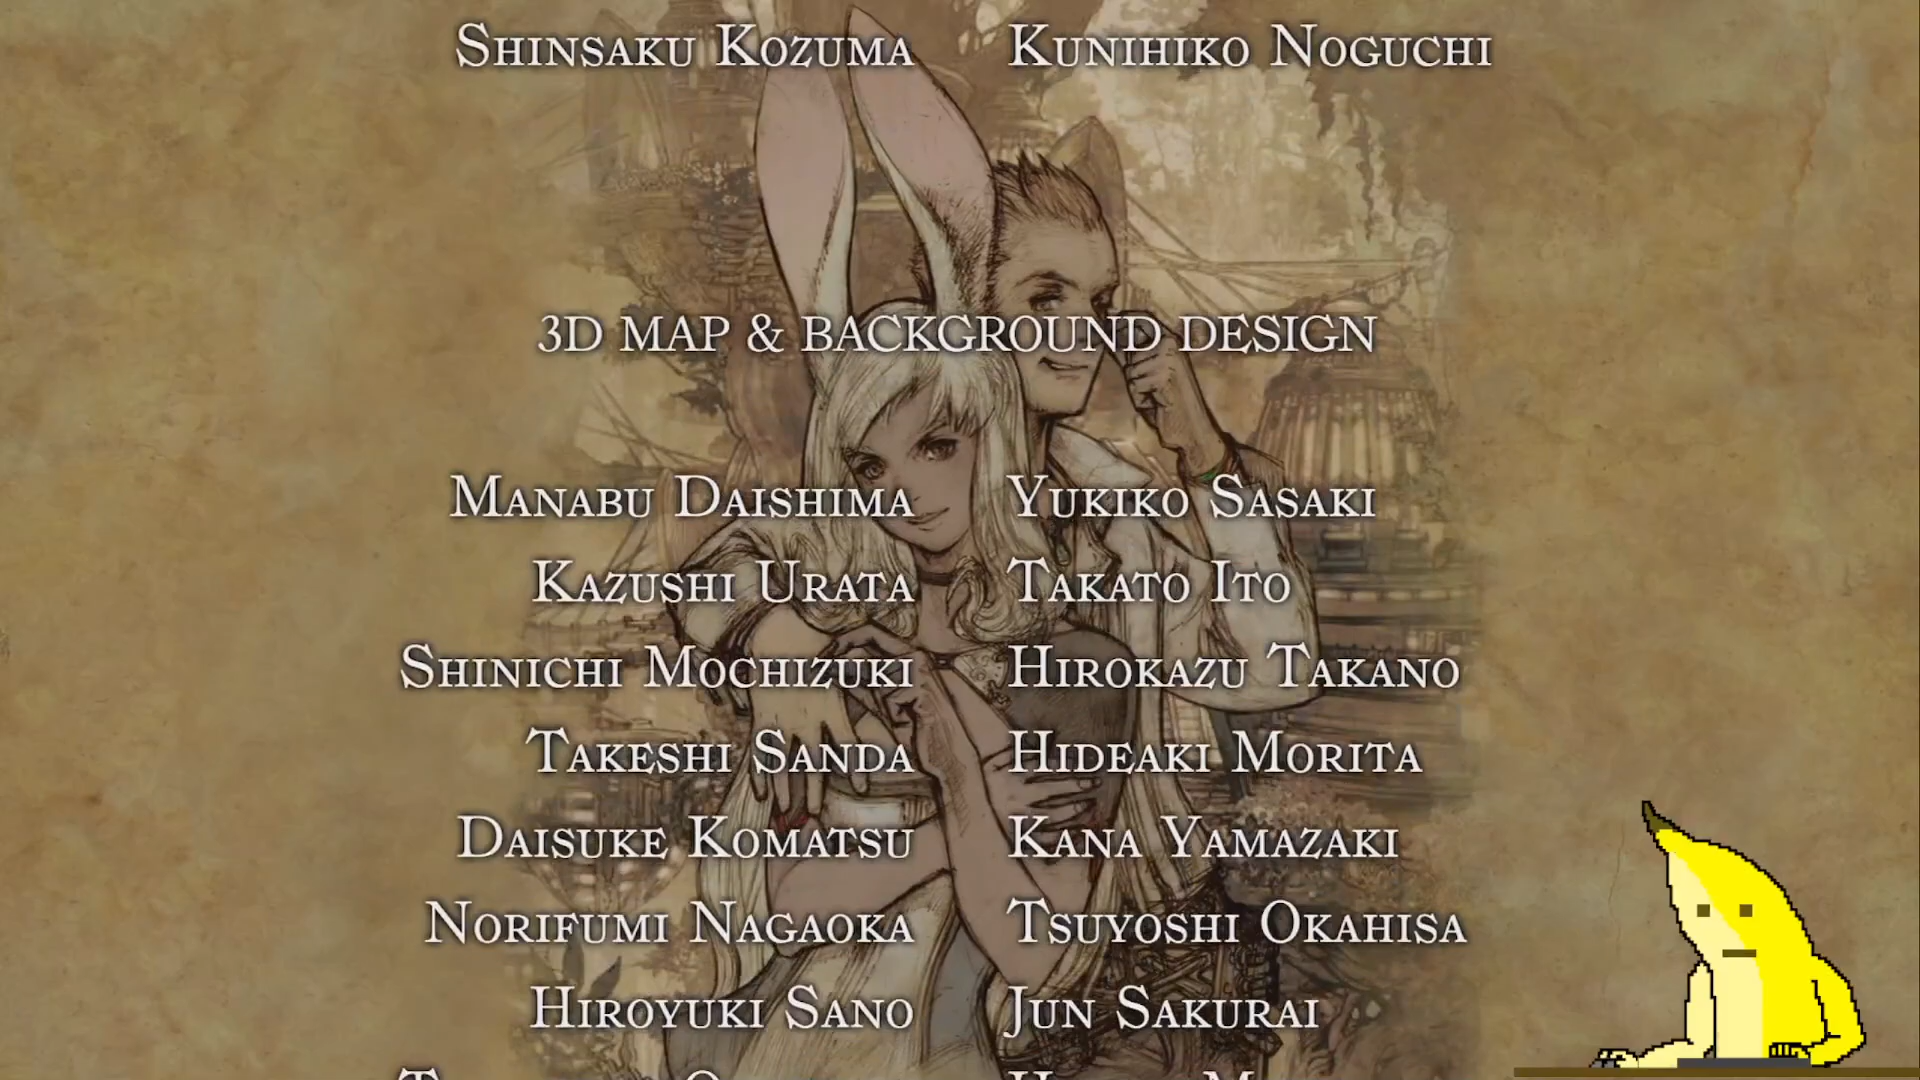 Shinsaku Kozuma Kunihiko Noguchi
3D MAP & BACKGROUND DESIGN
Manabu Daishima Yukiko Sasaki
Kazushi Urata Takato Ito
Shinichi Mochizuki Hirokazu Takano
Takeshi Sanda Hideaki Morita
Daisuke Komatsu Kana Yamazaki
Norifumi Nagaoka Tsuyoshi Okahisa
Hiroyuki Sano Jun Sakurai